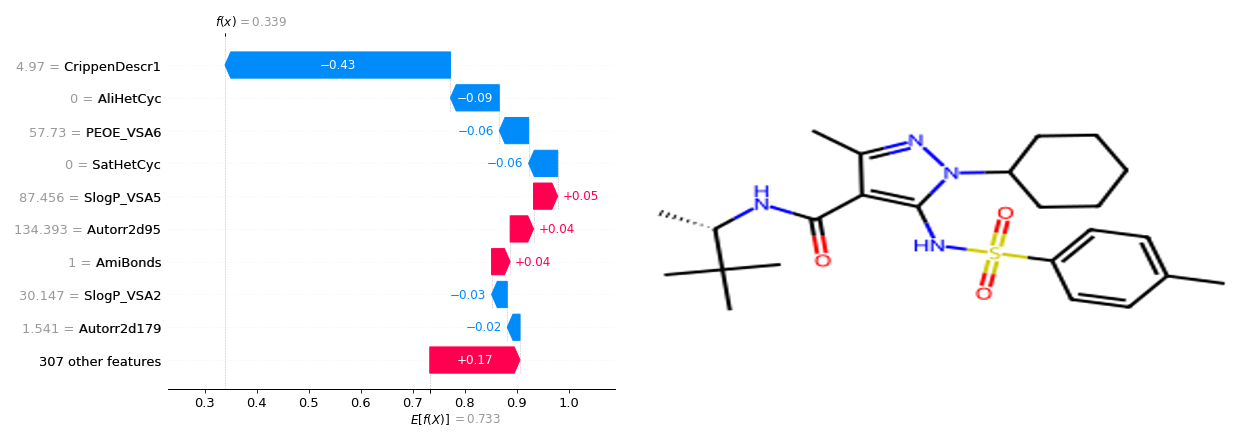 f(x) = 0.339
4.97 = CrippenDescr1
−0.43
0 = AliHetCyc
−0.09
57.73 = PEOE_VSA6
−0.06
0 = SatHetCyc
−0.06
87.456 = SlogP_VSA5
+0.05
134.393 = Autorr2d95
+0.04
1 = AmiBonds
+0.04
30.147 = SlogP_VSA2
−0.03
1.541 = Autorr2d179
−0.02
307 other features
+0.17
0.3 0.4 0.5 0.6 0.7 0.8 0.9 1.0
E[f(X)] = 0.733
N
N
H
N
O
HN
O
S
O